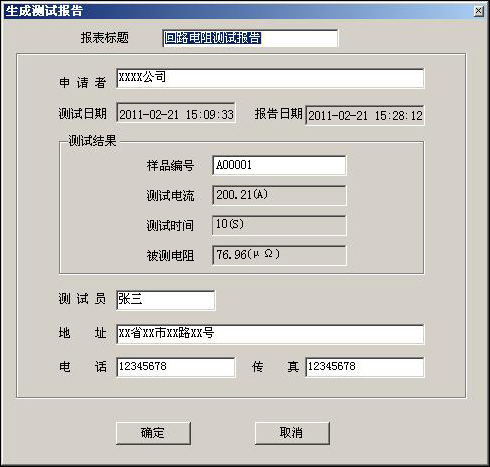 生成测试报告
报表标题 回路电阻测试报告
申请者 XXXX公司
测试日期 2011-02-21 15:09:33 报告日期 2011-02-21 15:28:12
测试结果
样品编号 A00001
测试电流 200.21(A)
测试时间 10(S)
被测电阻 76.96(μΩ)
测试员 张三
地址 XX省XX市XX路XX号
电话 12345678 传真 12345678
确定 取消